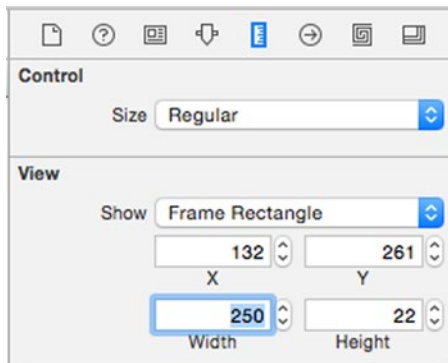 Control
Size Regular
View
Show Frame Rectangle
132 261
X Y
250 22
Width Height